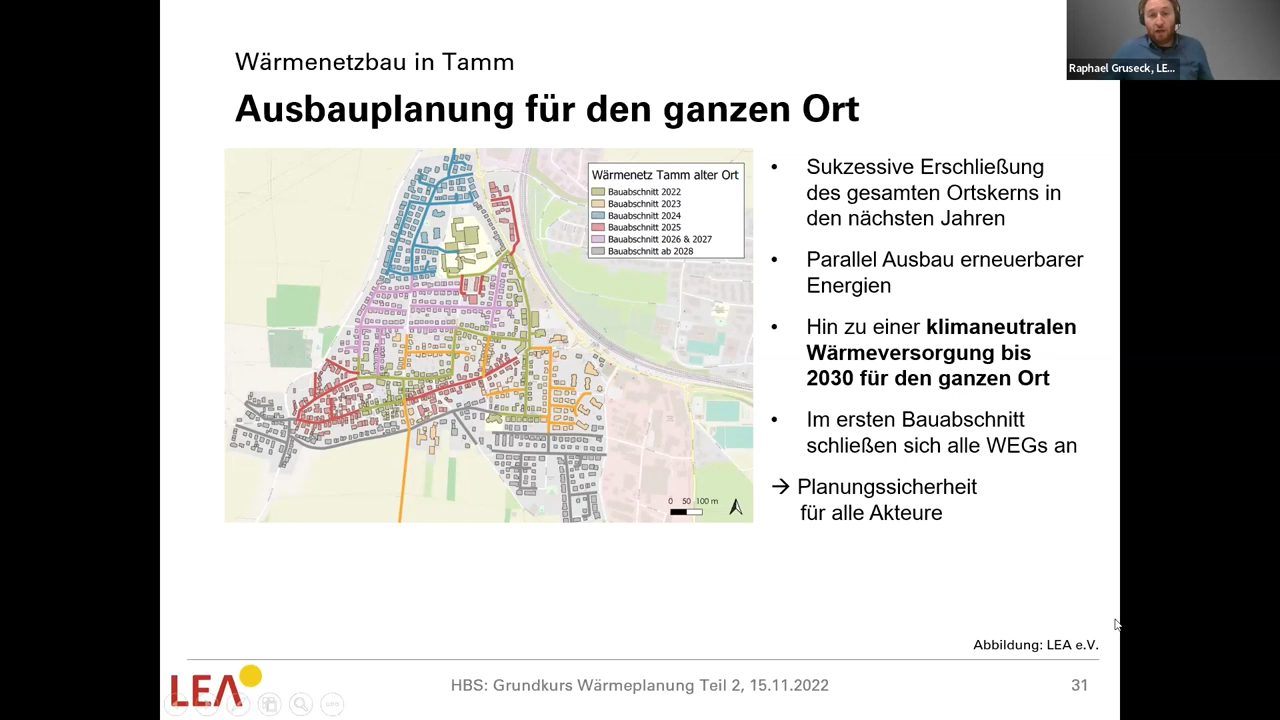 Wärmenetzbau in Tamm
Raphael Gruseck, LE...
Ausbauplanung für den ganzen Ort
Wärmenetz Tamm alter Ort
Bauabschnitt 2022
Bauabschnitt 2023
Bauabschnitt 2024
Bauabschnitt 2025
Bauabschnitt 2026 & 2027
Bauabschnitt ab 2028
0 50 100 m
• Sukzessive Erschließung
des gesamten Ortskerns in
den nächsten Jahren
• Parallel Ausbau erneuerbarer
Energien
• Hin zu einer klimaneutralen
Wärmeversorgung bis
2030 für den ganzen Ort
• Im ersten Bauabschnitt
schließen sich alle WEGs an
→ Planungssicherheit
für alle Akteure
Abbildung: LEA e.V.
LEA
HBS: Grundkurs Wärmeplanung Teil 2, 15.11.2022
31